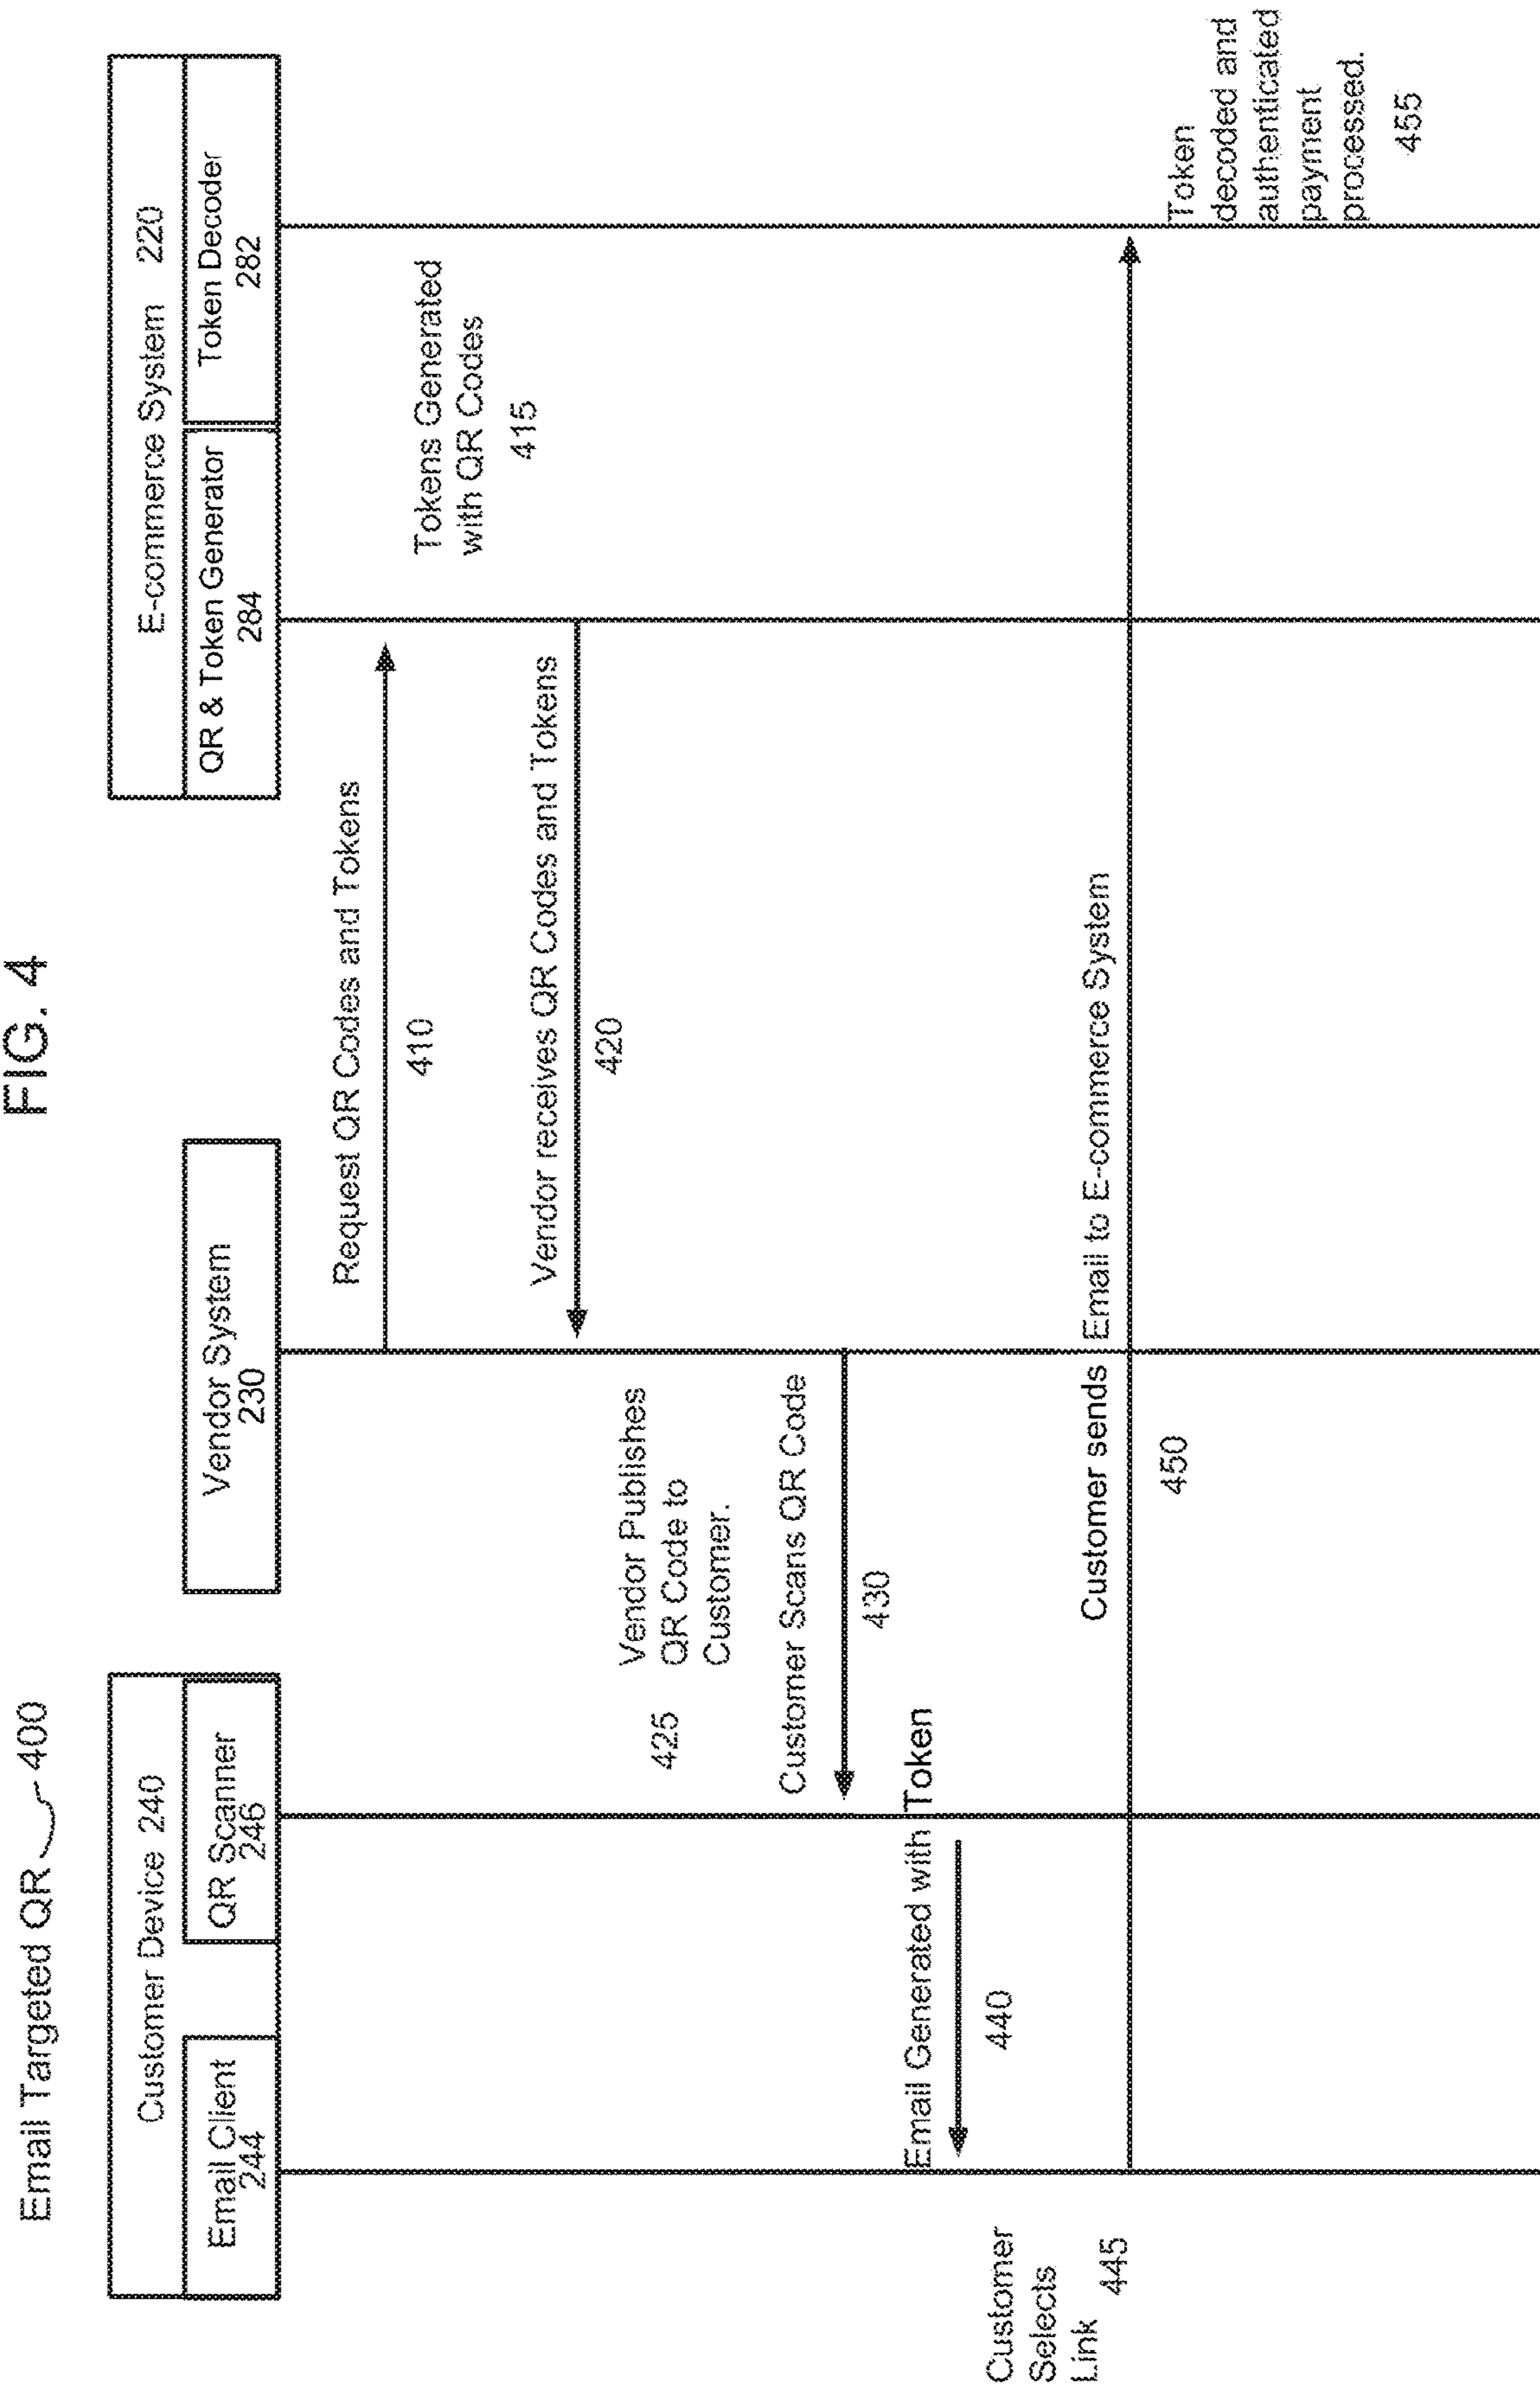 FIG. 4
Email Targeted QR 400
Customer Device 240
Email Client
244
QR Scanner
246
Vendor System
230
E-commerce System 220
QR & Token Generator
284
Token Decoder
282
Request QR Codes and Tokens
410
Tokens Generated
with QR Codes
415
Vendor receives QR Codes and Tokens
420
Vendor Publishes
QR Code to
Customer.
425
Customer Scans QR Code
430
Email Generated with Token
440
Customer
Selects
Link
445
Customer sends Email to E-commerce System
450
Token
decoded and
authenticated
payment
processed.
455